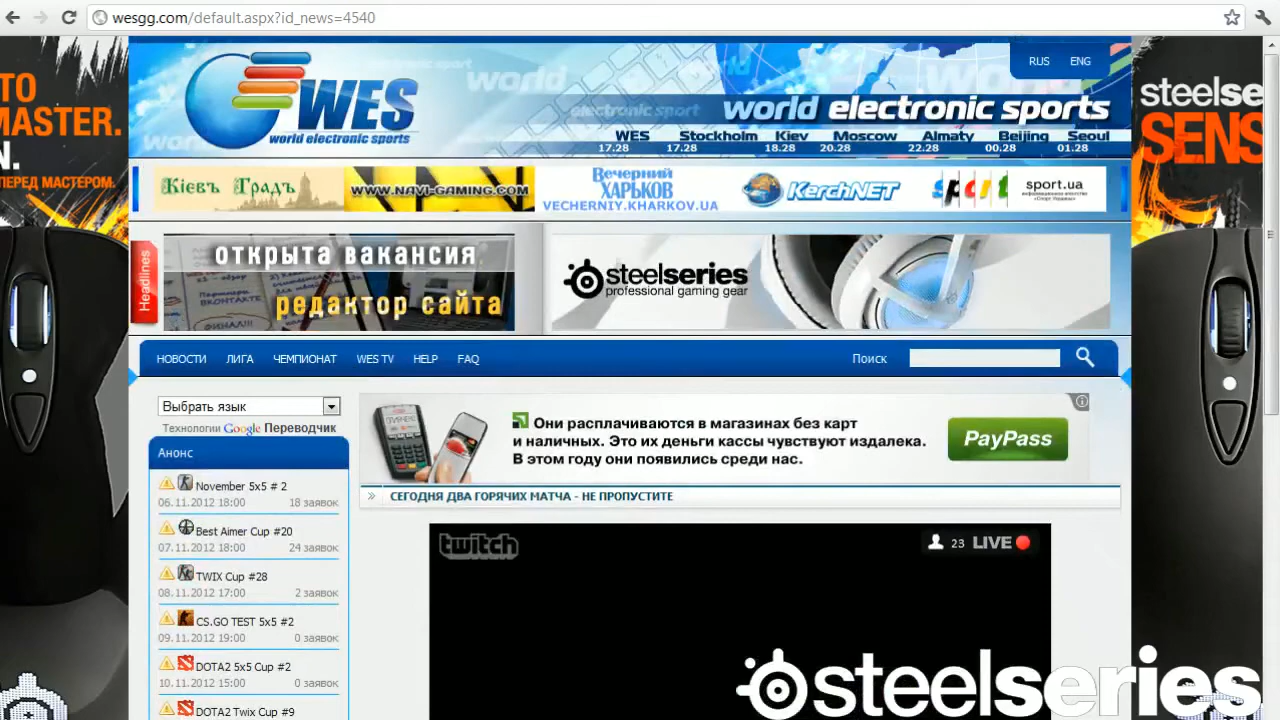 wesgg.com/default.aspx?id_news=4540
ТО
MASTER.
N.
ПЕРЕД МАСТЕРОМ.
WES
world electronic sports
electronic sport
world
world electronic sports
RUS ENG
WES Stockholm Kiev Moscow Almaty Beijing Seoul
17.28 17.28 18.28 20.28 22.28 00.28 01.28
steelse
SENS
Кіевъ Градъ
WWW.NAVI-GAMING.COM
Вечерний
ХАРЬКОВ
VECHERNIY.KHARKOV.UA
KerchNET
sport.ua
Headlines
открыта вакансия
редактор сайта
steelseries
professional gaming gear
НОВОСТИ ЛИГА ЧЕМПИОНАТ WES TV HELP FAQ
Поиск
Выбрать язык
Технологии Google Переводчик
Анонс
November 5x5 # 2
06.11.2012 18:00 18 заявок
Best Aimer Cup #20
07.11.2012 18:00 24 заявок
TWIX Cup #28
08.11.2012 17:00 2 заявок
CS.GO TEST 5x5 #2
09.11.2012 19:00 0 заявок
DOTA2 5x5 Cup #2
10.11.2012 15:00 0 заявок
DOTA2 Twix Cup #9
Они расплачиваются в магазинах без карт
и наличных. Это их деньги кассы чувствуют издалека.
В этом году они появились среди нас.
PayPass
СЕГОДНЯ ДВА ГОРЯЧИХ МАТЧА - НЕ ПРОПУСТИТЕ
twitch
23 LIVE
steelseries